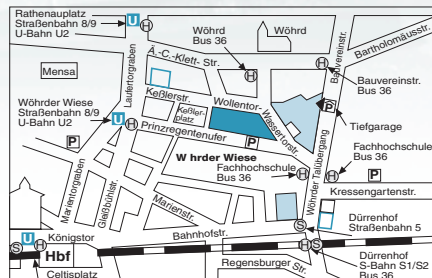 Rathenauplatz
Straßenbahn 8/9
U-Bahn U2
U
H
Wöhrd
Bus 36
H
Wöhrd
H
Bauvereinstr.
Bartholomäusstr.
Mensa
Laufertorgraben
A.-C.-Klett- Str.
Bauvereinstr.
Bus 36
Keßlerstr.
Wollentor-
Wassertorstr.
P
Tiefgarage
Wöhrder Wiese
Straßenbahn 8/9
U-Bahn U2
U
H
Keßler-
platz
Prinzregentenufer
P
P
Fachhochschule
Bus 36
W hrder Wiese
Fachhochschule
Bus 36
H
H
P
Wöhrder Talübergang
Kressengartenstr.
Marientorgraben
Gleißbühlstr.
Marienstr.
Dürrenhof
Straßenbahn 5
S
U
S
H
Königstor
Bahnhofstr.
H
S
Hbf
Celtisplatz
Regensburger Str.
Dürrenhof
S-Bahn S1/S2
Bus 36